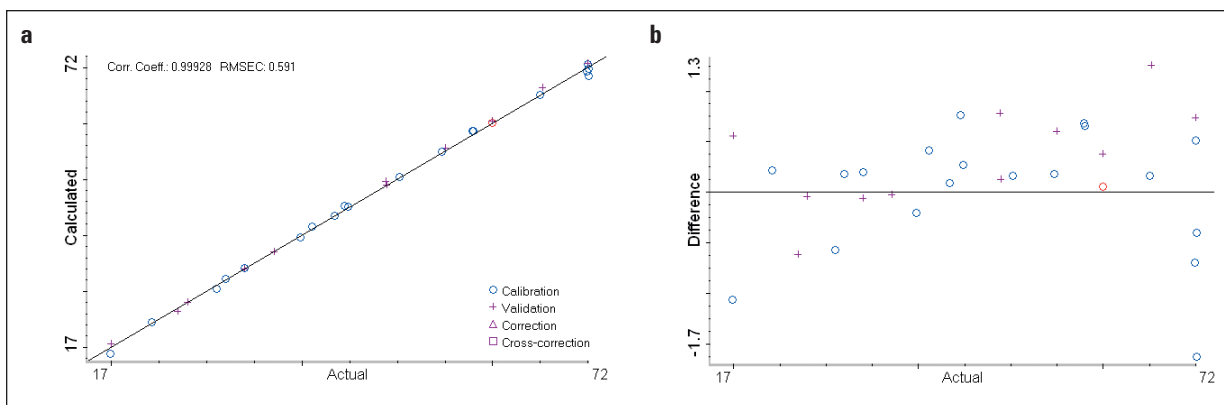 a
72
Corr. Coeff.: 0.99928 RMSEC: 0.591
Calculated
Calibration
Validation
Correction
Cross-correction
17
17
Actual
72
b
1.3
Difference
-1.7
17
Actual
72